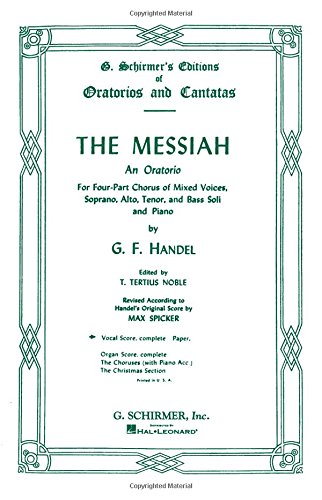 Copyrighted Material
G. Schirmer's Editions
of
Oratorios and Cantatas
THE MESSIAH
An Oratorio
For Four-Part Chorus of Mixed Voices,
Soprano, Alto, Tenor, and Bass Soli
and Piano
by
G. F. HANDEL
Edited by
T. TERTIUS NOBLE
Revised According to
Handel's Original Score by
MAX SPICKER
Vocal Score, complete Paper,
Organ Score, complete
The Choruses (with Piano Acc.)
The Christmas Section
Printed in U. S. A.
G. SCHIRMER, Inc.
DISTRIBUTED BY
HAL•LEONARD®
Copyrighted Material